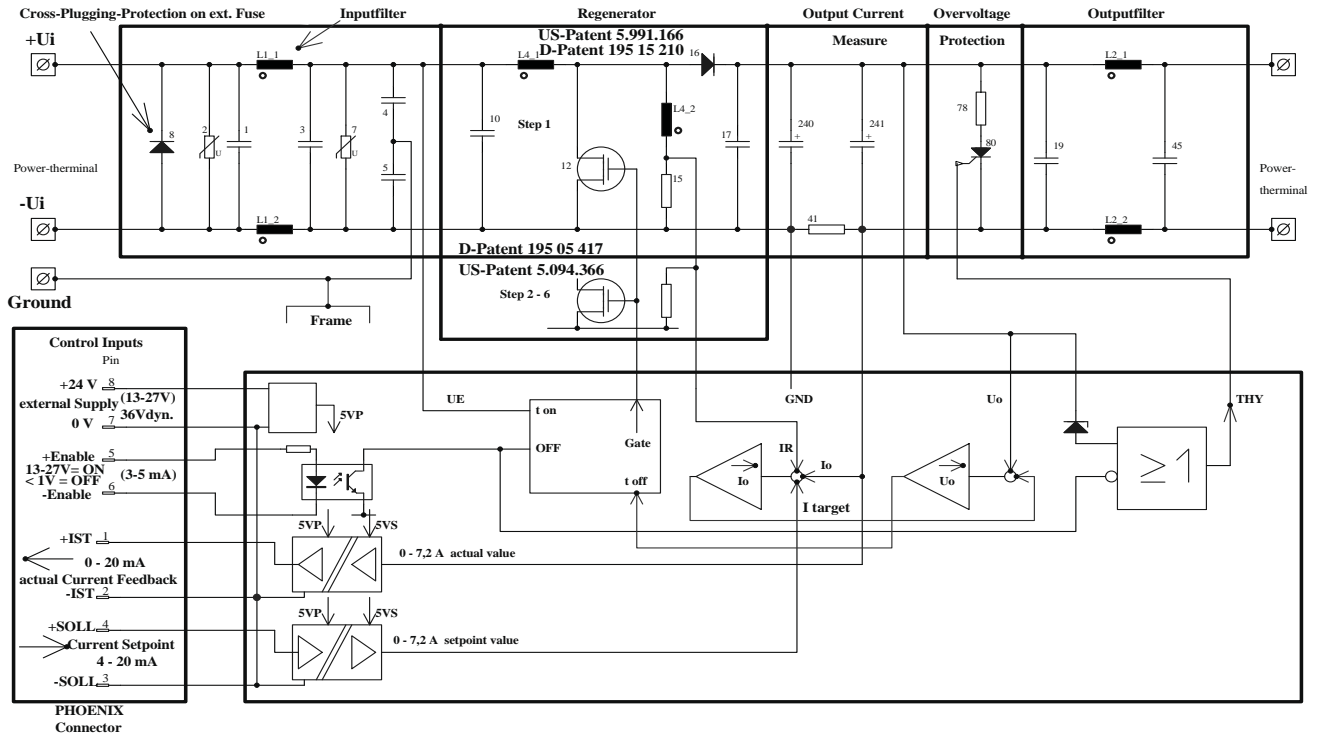 Cross-Plugging-Protection on ext. Fuse
Inputfilter
Regenerator
Output Current
Overvoltage
Outputfilter
US-Patent 5.991.166
D-Patent 195 15 210
Measure
Protection
+Ui
L1_1
L4_1
16
L2_1
8
2
U
1
3
7
U
4
5
10
Step 1
12
L4_2
15
17
240
+
241
+
78
80
19
45
Power-therminal
Power-
therminal
-Ui
L1_2
41
L2_2
D-Patent 195 05 417
US-Patent 5.094.366
Step 2 - 6
Ground
Frame
Control Inputs
Pin
+24 V 8
external Supply (13-27V)
36Vdyn.
0 V 7
+Enable 5
13-27V= ON
(3-5 mA)
< 1V = OFF
-Enable 6
+IST 1
0 - 20 mA
actual Current Feedback
-IST 2
+SOLL 4
Current Setpoint
4 - 20 mA
-SOLL 3
PHOENIX
Connector
5VP
UE
t on
OFF
Gate
t off
GND
Uo
THY
IR
Io
Io
I target
Uo
≥ 1
5VP
5VS
0 - 7,2 A actual value
5VP
5VS
0 - 7,2 A setpoint value